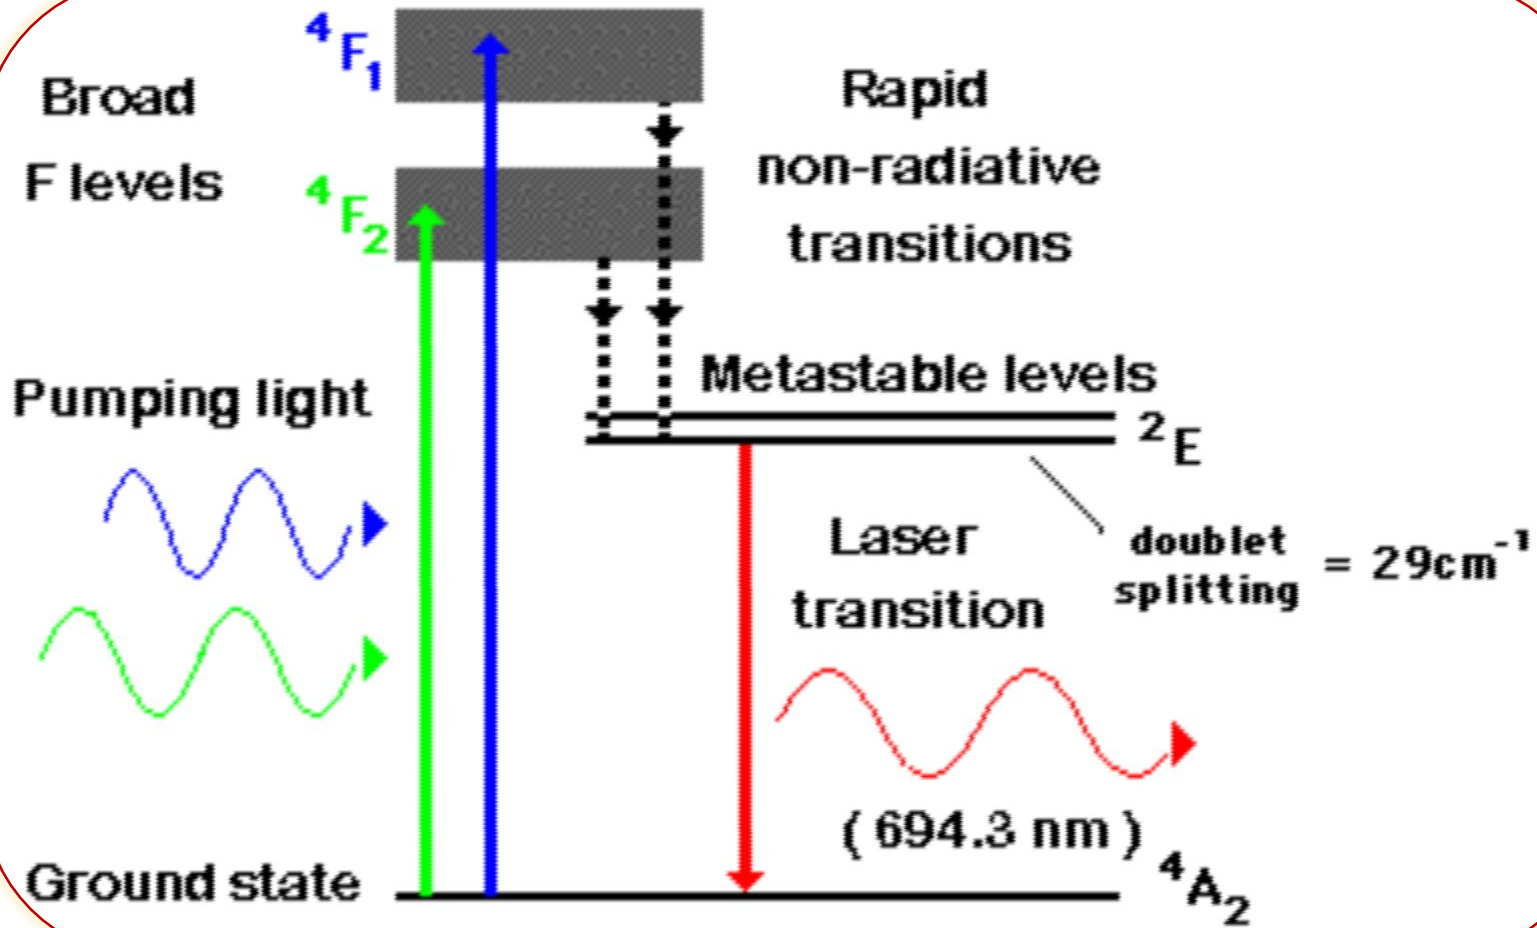 ⁴F₁
Broad
F levels
⁴F₂
Rapid
non-radiative
transitions
Pumping light
Metastable levels
²E
Laser
transition
doublet
splitting = 29cm⁻¹
( 694.3 nm )
Ground state
⁴A₂